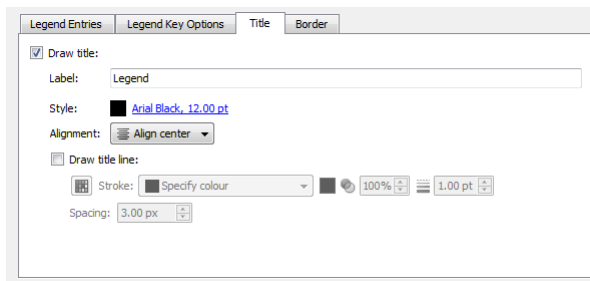 Legend Entries Legend Key Options Title Border
Draw title:
Label: Legend
Style: Arial Black, 12.00 pt
Alignment: Align center
Draw title line:
Stroke: Specify colour 100% 1.00 pt
Spacing: 3.00 px